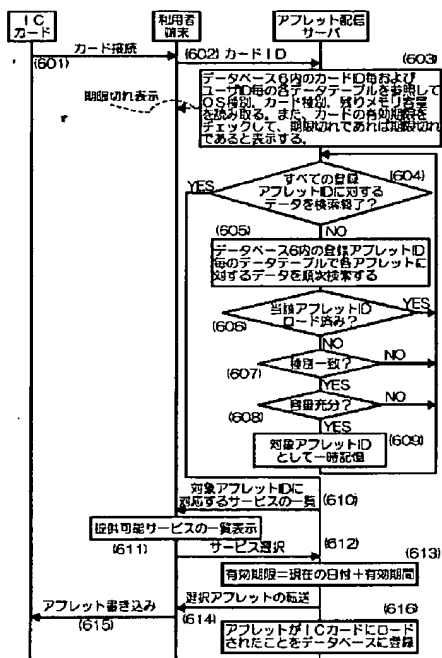 ICカード
利用者端末
アプレット配信サーバ
カード接続
(601)
(602) カードID
(603)
データベース6内のカードID毎および
ユーザID毎の各データテーブルを参照して
OS種別、カード種別、残りメモリ容量
を読み取る。また、カードの有効期限を
チェックして、期限切れであれば期限切れ
であると表示する。
期限切れ表示
(604)
YES
すべての登録
アプレットIDに対する
データを検索終了?
NO
(605)
データベース6内の登録アプレットID
毎のデータテーブルで各アプレットに
対するデータを順次検索する
当該アプレットID
ロード済み?
YES
(606)
NO
種別一致?
NO
(607)
YES
容量充分?
NO
(608)
YES
対象アプレットID
として一時記憶
(609)
対象アプレットIDに
対応するサービスの一覧
(610)
提供可能サービスの一覧表示
(611)
サービス選択
(612)
(613)
有効期限=現在の日付+有効期間
選択アプレットの転送
(614)
アプレット書き込み
(615)
(616)
アプレットがICカードにロード
されたことをデータベースに登録